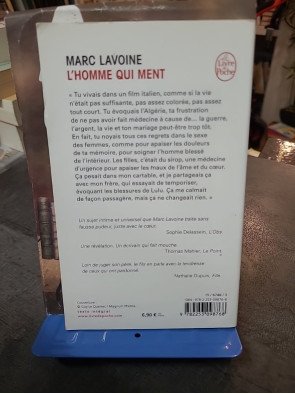 MARC LAVOINE
L'HOMME QUI MENT
Le Livre
de Poche
« Tu vivais dans un film italien, comme si la vie
n'était pas suffisante, pas assez colorée, pas assez
tout court. Tu évoquais l'Algérie, ta frustration
de ne pas avoir fait médecine à cause de... la guerre,
l'argent, la vie et ton mariage peut-être trop tôt.
En fait, tu noyais tous ces regrets dans le sexe
des femmes, comme pour apaiser les douleurs
de ta mémoire, pour soigner l'homme blessé
de l'intérieur. Les filles, c'était du sirop, une médecine
d'urgence pour apaiser les maux de l'âme et du cœur.
Ça pesait dans mon cartable, et je partageais ça
avec mon frère, qui essayait de temporiser,
évoquant les blessures de Lulu. Ça me calmait
de façon passagère, mais ça ne changeait rien. »
Un sujet intime et universel que Marc Lavoine traite sans
fausse pudeur, juste avec le cœur.
Sophie Delassein, L'Obs.
Une révélation. Un écrivain qui fait mouche.
Thomas Mahler, Le Point.
Loin de juger son père, le fils en parle avec la tendresse
de ceux qui ont pardonné.
Nathalie Dupuis, Elle.
Couverture :
texte intégral
www.livredepoche.com
6,90 €